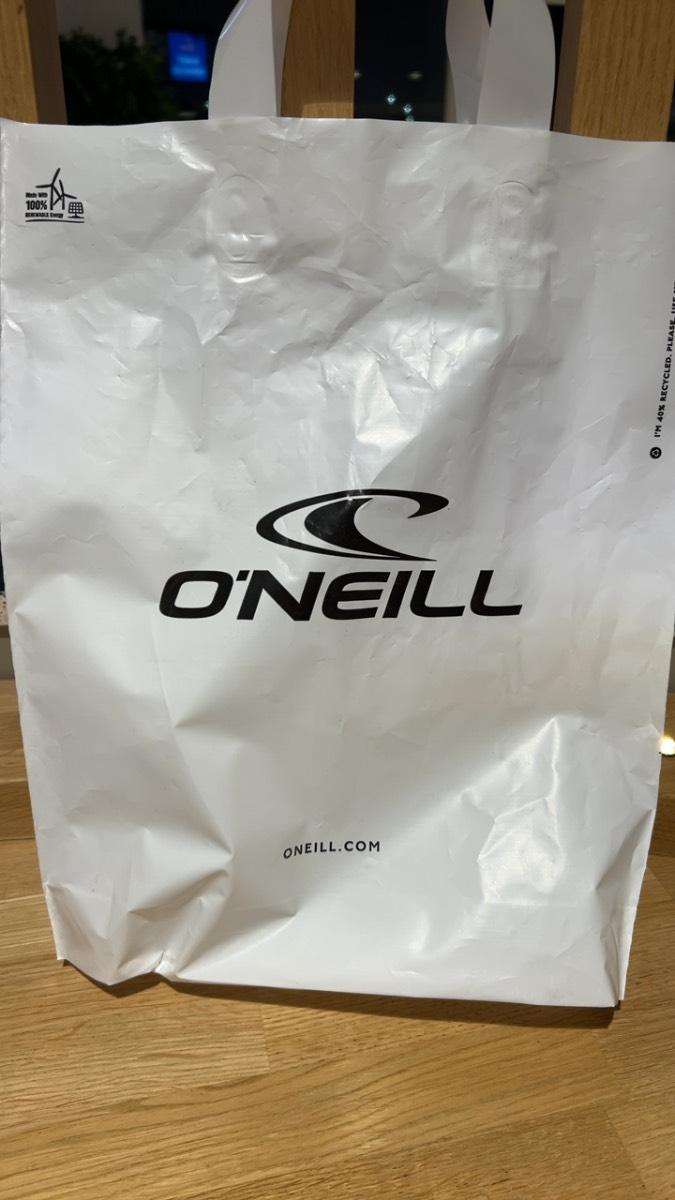 Made With
100%
RENEWABLE Energy
I'M 40% RECYCLED. PLEASE
O'NEILL
ONEILL.COM